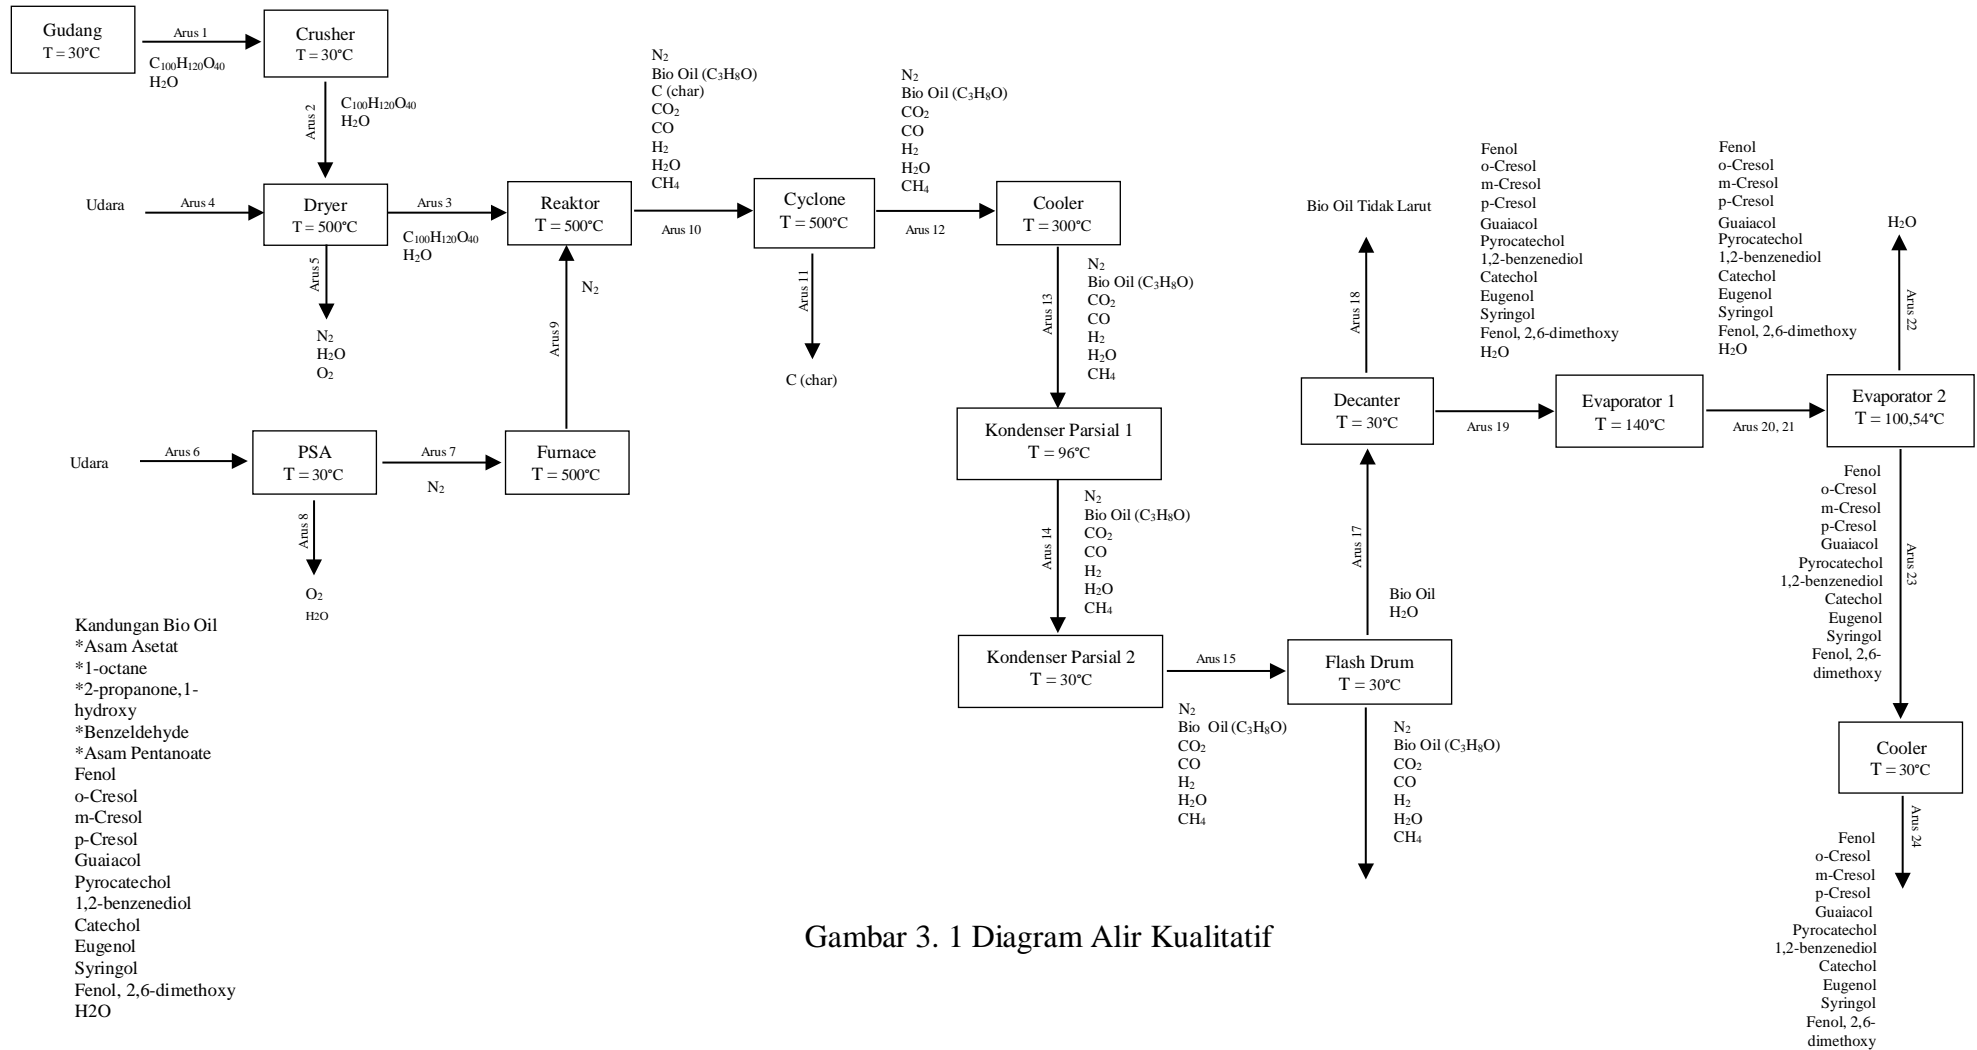 Gudang
T = 30°C
Arus 1
C₁₀₀H₁₂₀O₄₀
H₂O
Crusher
T = 30°C
Arus 2
C₁₀₀H₁₂₀O₄₀
H₂O
Udara
Arus 4
Dryer
T = 500°C
Arus 5
N₂
H₂O
O₂
Arus 3
C₁₀₀H₁₂₀O₄₀
H₂O
Reaktor
T = 500°C
Udara
Arus 6
PSA
T = 30°C
Arus 8
O₂
H2O
Arus 7
N₂
Furnace
T = 500°C
Arus 9
N₂
N₂
Bio Oil (C₃H₈O)
C (char)
CO₂
CO
H₂
H₂O
CH₄
Arus 10
Cyclone
T = 500°C
Arus 11
C (char)
N₂
Bio Oil (C₃H₈O)
CO₂
CO
H₂
H₂O
CH₄
Arus 12
Cooler
T = 300°C
Arus 13
N₂
Bio Oil (C₃H₈O)
CO₂
CO
H₂
H₂O
CH₄
Kondenser Parsial 1
T = 96°C
Arus 14
N₂
Bio Oil (C₃H₈O)
CO₂
CO
H₂
H₂O
CH₄
Kondenser Parsial 2
T = 30°C
Arus 15
N₂
Bio Oil (C₃H₈O)
CO₂
CO
H₂
H₂O
CH₄
Flash Drum
T = 30°C
N₂
Bio Oil (C₃H₈O)
CO₂
CO
H₂
H₂O
CH₄
Arus 17
Bio Oil
H₂O
Decanter
T = 30°C
Arus 18
Bio Oil Tidak Larut
Arus 19
Fenol
o-Cresol
m-Cresol
p-Cresol
Guaiacol
Pyrocatechol
1,2-benzenediol
Catechol
Eugenol
Syringol
Fenol, 2,6-dimethoxy
H₂O
Evaporator 1
T = 140°C
Arus 20, 21
Fenol
o-Cresol
m-Cresol
p-Cresol
Guaiacol
Pyrocatechol
1,2-benzenediol
Catechol
Eugenol
Syringol
Fenol, 2,6-dimethoxy
H₂O
Evaporator 2
T = 100,54°C
Arus 22
H₂O
Arus 23
Fenol
o-Cresol
m-Cresol
p-Cresol
Guaiacol
Pyrocatechol
1,2-benzenediol
Catechol
Eugenol
Syringol
Fenol, 2,6-
dimethoxy
Cooler
T = 30°C
Arus 24
Fenol
o-Cresol
m-Cresol
p-Cresol
Guaiacol
Pyrocatechol
1,2-benzenediol
Catechol
Eugenol
Syringol
Fenol, 2,6-
dimethoxy
Kandungan Bio Oil
*Asam Asetat
*1-octane
*2-propanone,1-
hydroxy
*Benzeldehyde
*Asam Pentanoate
Fenol
o-Cresol
m-Cresol
p-Cresol
Guaiacol
Pyrocatechol
1,2-benzenediol
Catechol
Eugenol
Syringol
Fenol, 2,6-dimethoxy
H2O
Gambar 3. 1 Diagram Alir Kualitatif